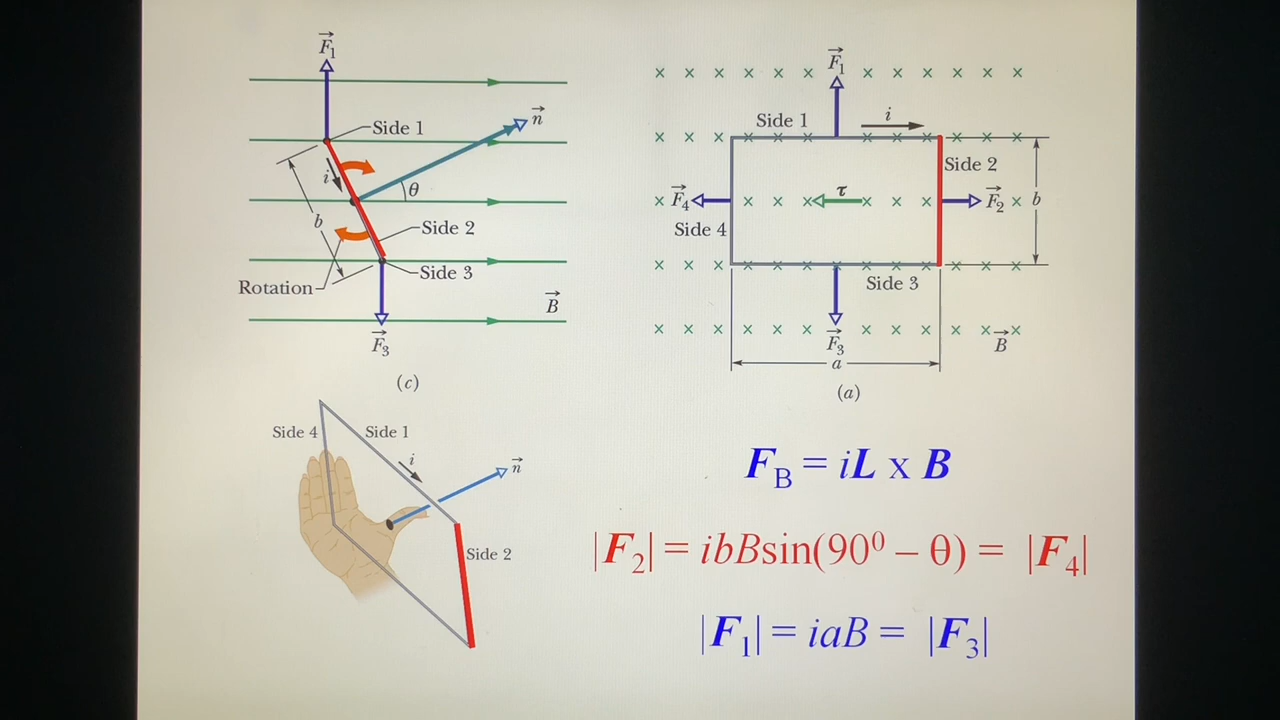 F₁
n
Side 1
i
θ
b
Side 2
Side 3
Rotation
B
F₃
(c)
F₁
Side 1
i
Side 2
F₄
τ
F₂
b
Side 4
Side 3
F₃
B
a
(a)
Side 4
Side 1
i
n
Side 2
F_B = iL x B
|F₂| = ibBsin(90⁰ – θ) = |F₄|
|F₁| = iaB = |F₃|